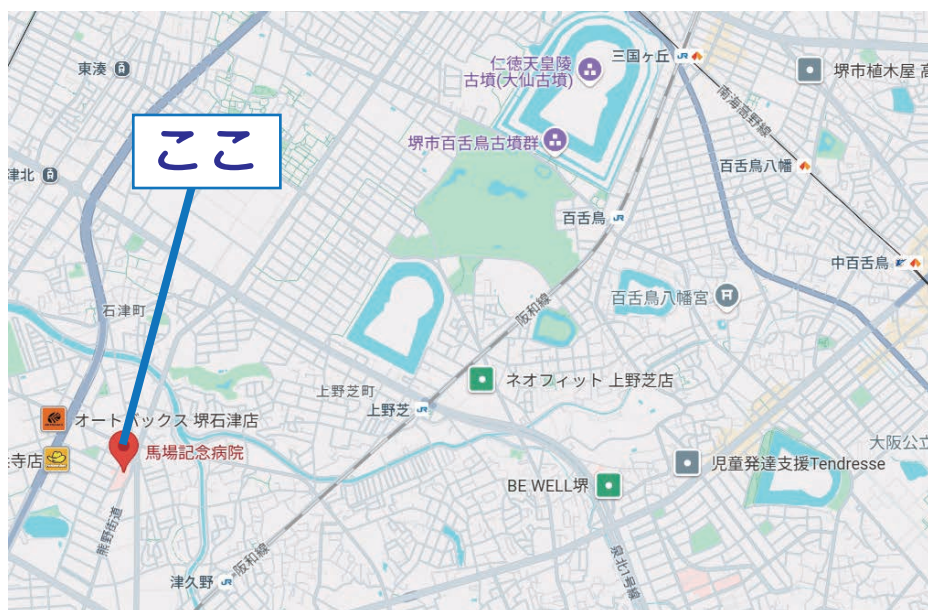 三国ヶ丘
JR
仁徳天皇陵
古墳(大仙古墳)
東湊
堺市植木屋 高
南海高野線
ここ
堺市百舌鳥古墳群
百舌鳥八幡
津北
百舌鳥
JR
中百舌鳥
石津町
百舌鳥八幡宮
阪和線
ネオフィット 上野芝店
上野芝町
上野芝
JR
オートバックス 堺石津店
馬場記念病院
寺店
大阪公立
児童発達支援Tendresse
BE WELL堺
熊野街道
阪和線
津久野
JR
泉北1号線